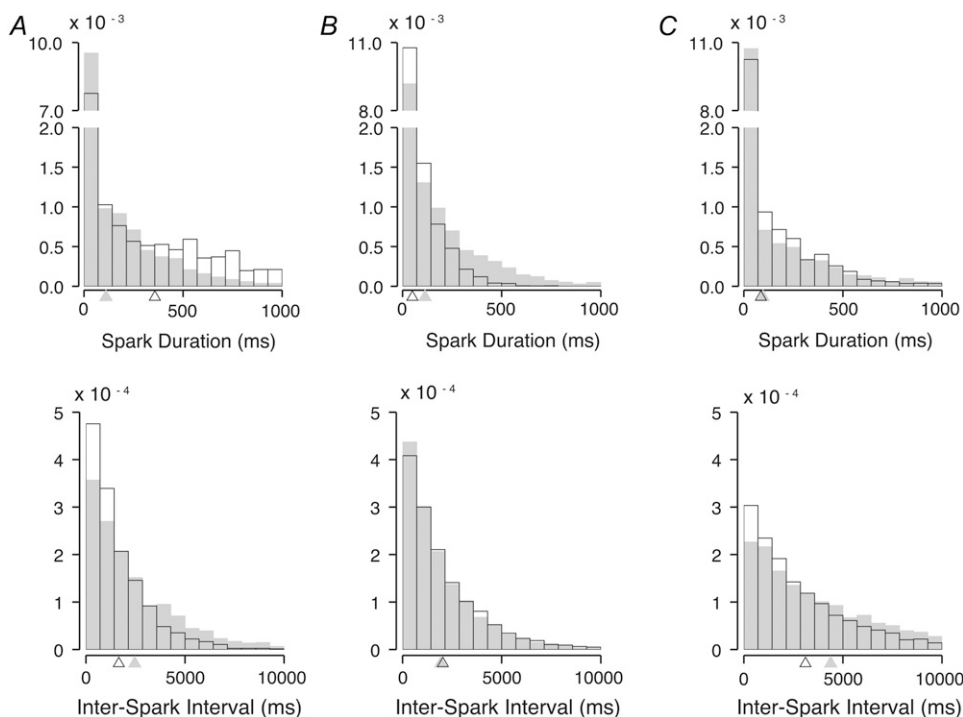 A B C
x 10 -3 x 10 -3 x 10 -3
10.0 11.0 11.0
7.0 8.0 8.0
2.0 2.0 2.0
1.5 1.5 1.5
1.0 1.0 1.0
0.5 0.5 0.5
0.0 0.0 0.0
0 500 1000 0 500 1000 0 500 1000
Spark Duration (ms) Spark Duration (ms) Spark Duration (ms)
x 10 -4 x 10 -4 x 10 -4
5 5 5
4 4 4
3 3 3
2 2 2
1 1 1
0 0 0
0 5000 10000 0 5000 10000 0 5000 10000
Inter-Spark Interval (ms) Inter-Spark Interval (ms) Inter-Spark Interval (ms)